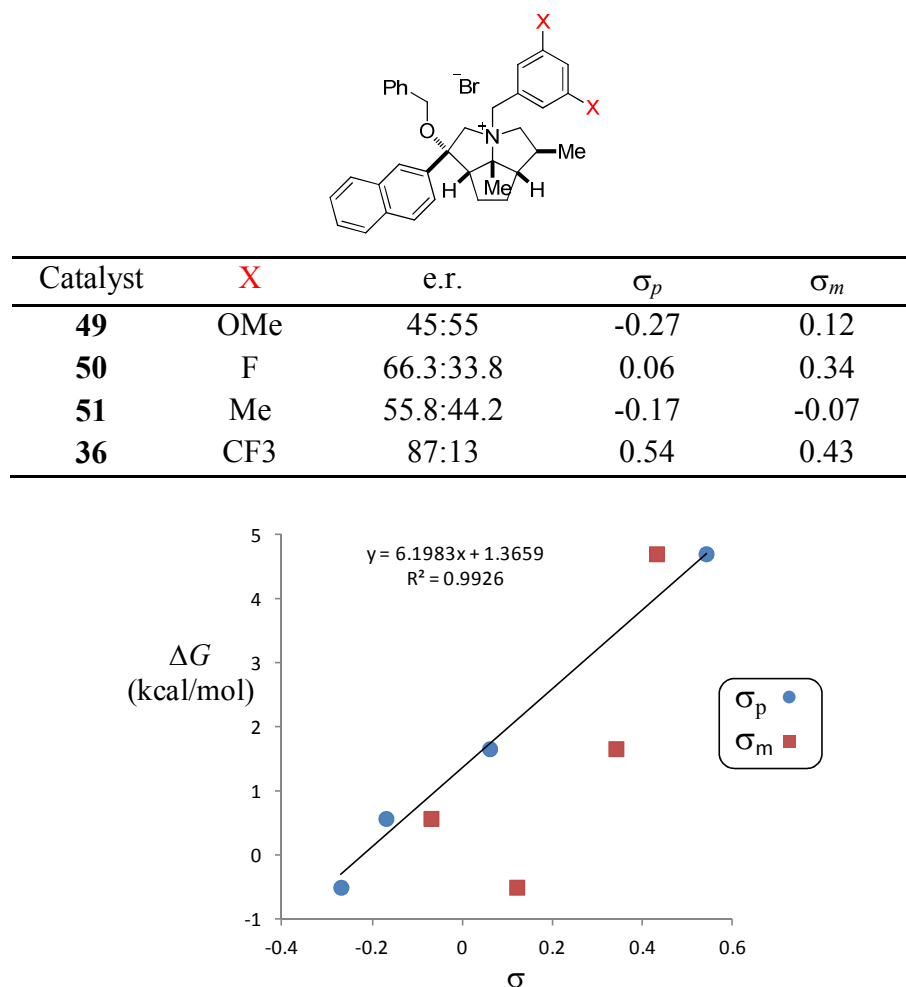 X
Ph
⁻Br
X
O
N⁺
Me
H
Me
H
Catalyst X e.r. σp σm
49 OMe 45:55 -0.27 0.12
50 F 66.3:33.8 0.06 0.34
51 Me 55.8:44.2 -0.17 -0.07
36 CF3 87:13 0.54 0.43
5
y = 6.1983x + 1.3659
R² = 0.9926
4
3
ΔG
(kcal/mol)
2
σp
σm
1
0
-1
-0.4 -0.2 0 0.2 0.4 0.6
σ